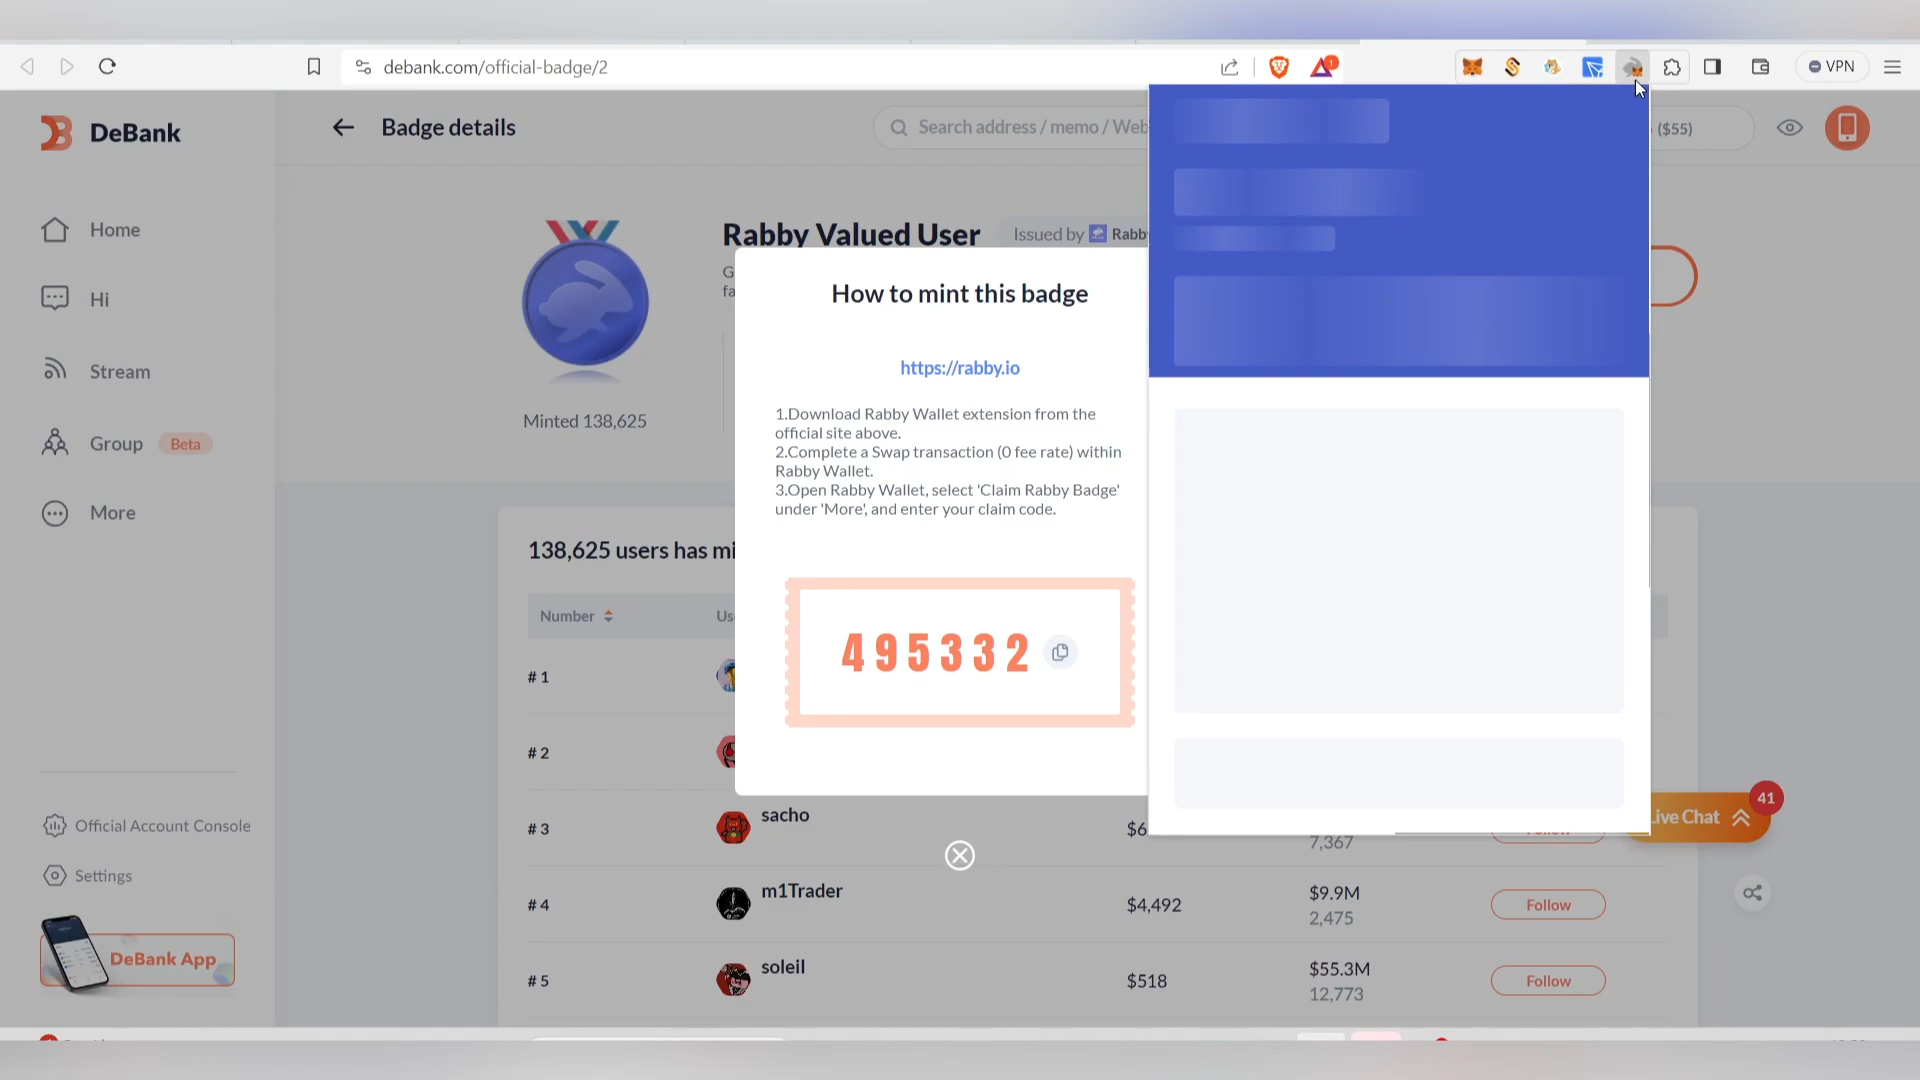 debank.com/official-badge/2
1
VPN
DeBank
Badge details
Search address / memo / Web
($55)
Home
Hi
Stream
Group
Beta
More
Official Account Console
Settings
DeBank App
Rabby Valued User
Issued by
Rabby
Minted 138,625
How to mint this badge
https://rabby.io
1.Download Rabby Wallet extension from the
official site above.
2.Complete a Swap transaction (0 fee rate) within
Rabby Wallet.
3.Open Rabby Wallet, select 'Claim Rabby Badge'
under 'More', and enter your claim code.
495332
138,625 users has mi
Number
# 1
# 2
# 3
sacho
7,367
# 4
m1Trader
$4,492
$9.9M
2,475
Follow
# 5
soleil
$518
$55.3M
12,773
Follow
Live Chat
41